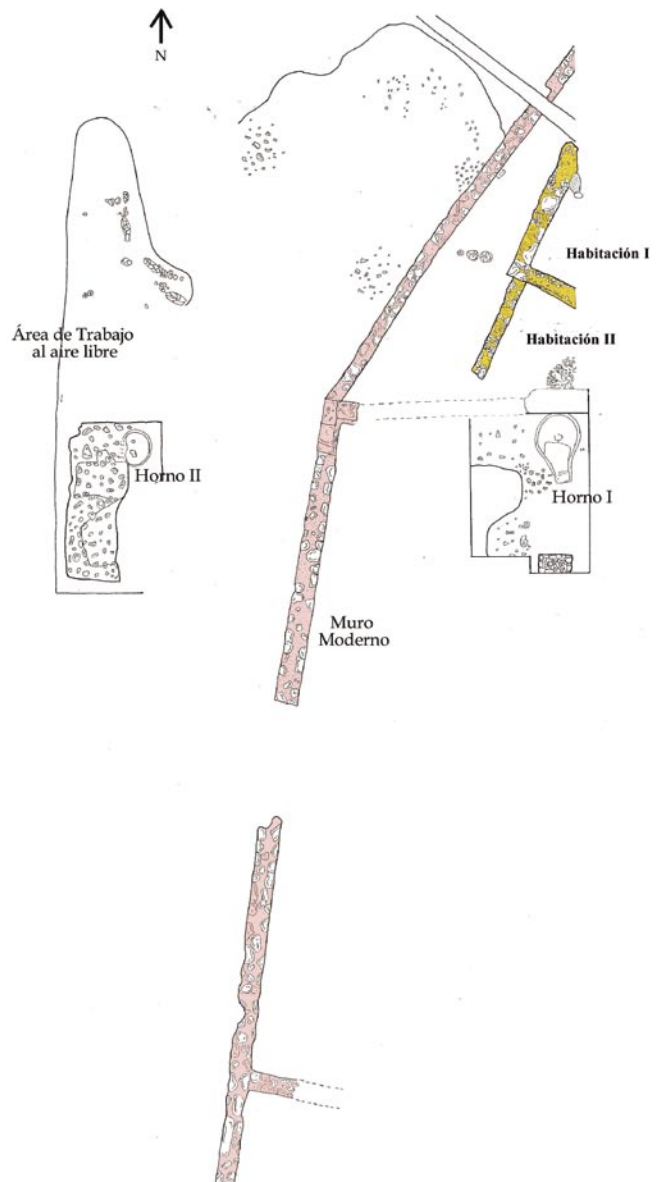 N
Habitación I
Habitación II
Área de Trabajo
al aire libre
Horno II
Horno I
Muro
Moderno